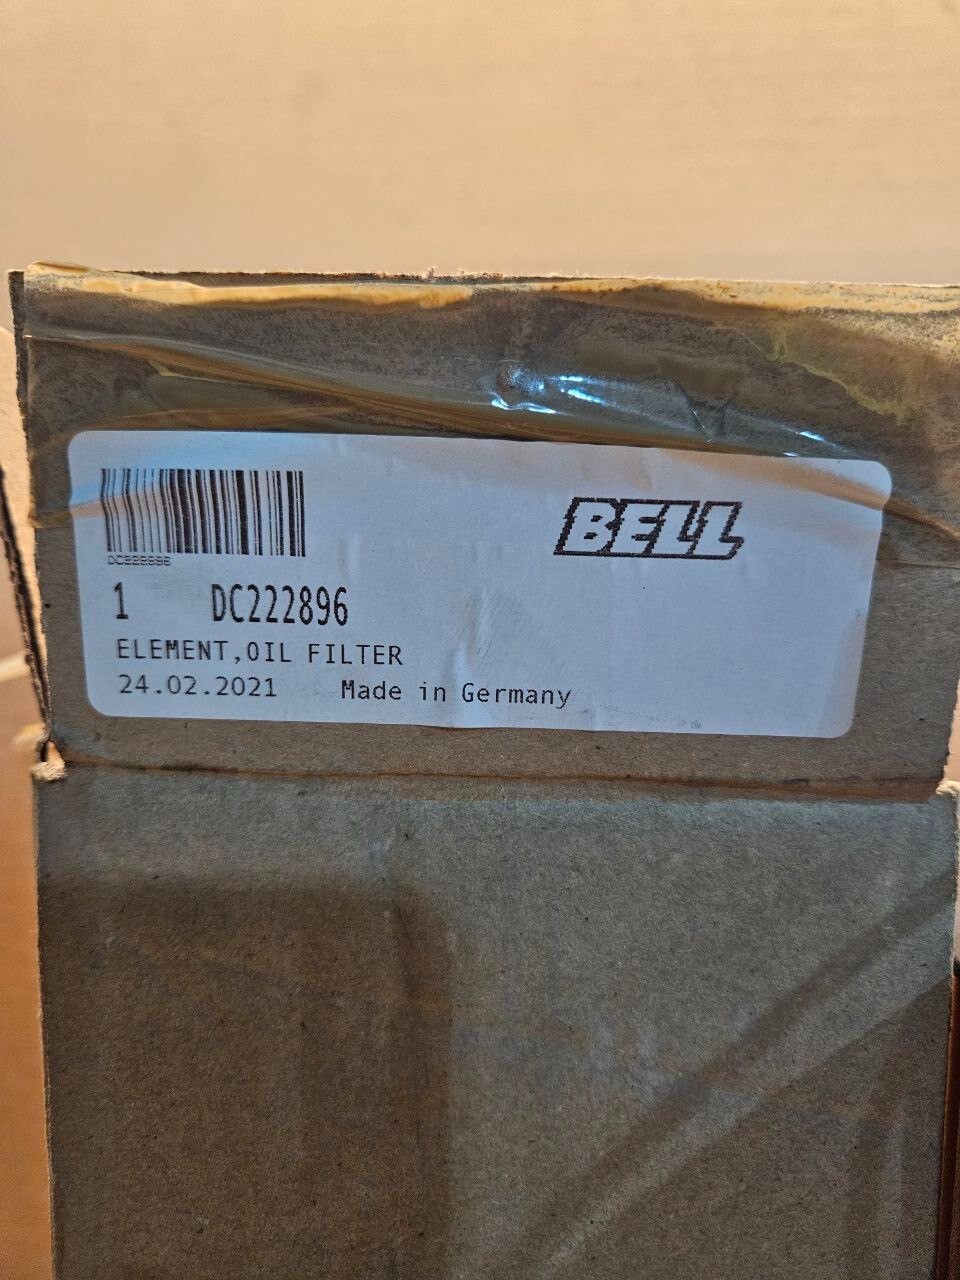 BELL
DC222896
1 DC222896
ELEMENT,OIL FILTER
24.02.2021 Made in Germany